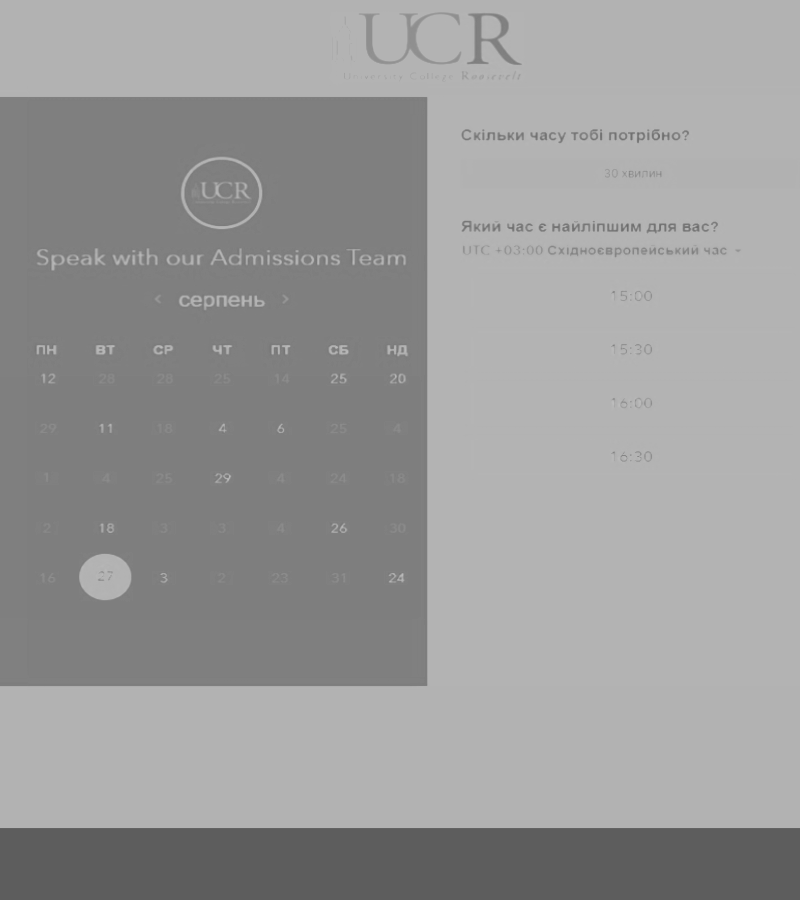 UCR
University College Roosevelt
UCR
Speak with our Admissions Team
‹ серпень ›
ПН ВТ СР ЧТ ПТ СБ НД
12 28 28 25 14 25 20
29 11 18 4 6 25 4
1 4 25 29 4 24 18
2 18 3 3 4 26 30
16 27 3 2 23 31 24
Скільки часу тобі потрібно?
30 хвилин
Який час є найліпшим для вас?
UTC +03:00 Східноєвропейський час
15:00
15:30
16:00
16:30